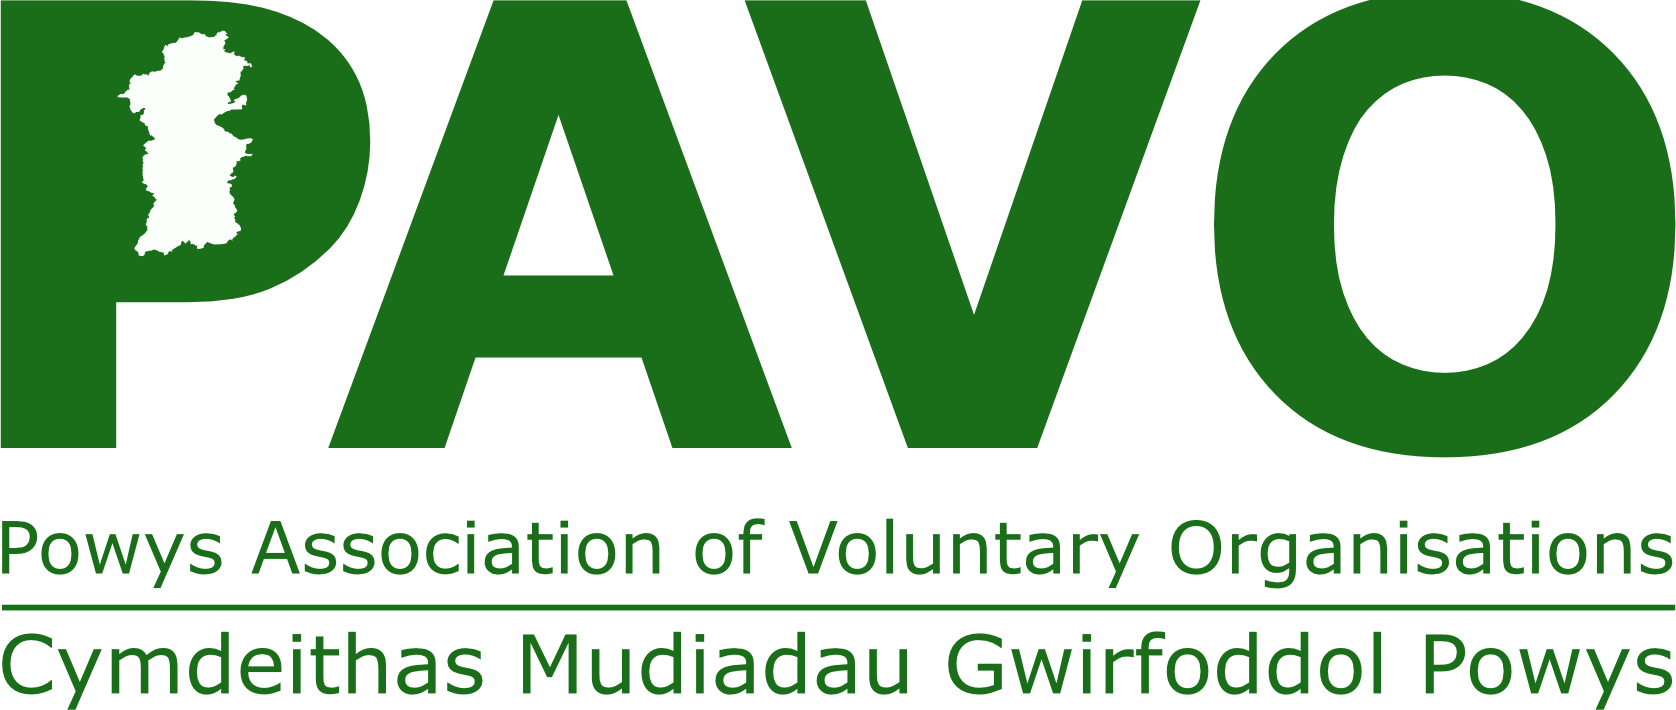 PAVO
Powys Association of Voluntary Organisations
Cymdeithas Mudiadau Gwirfoddol Powys